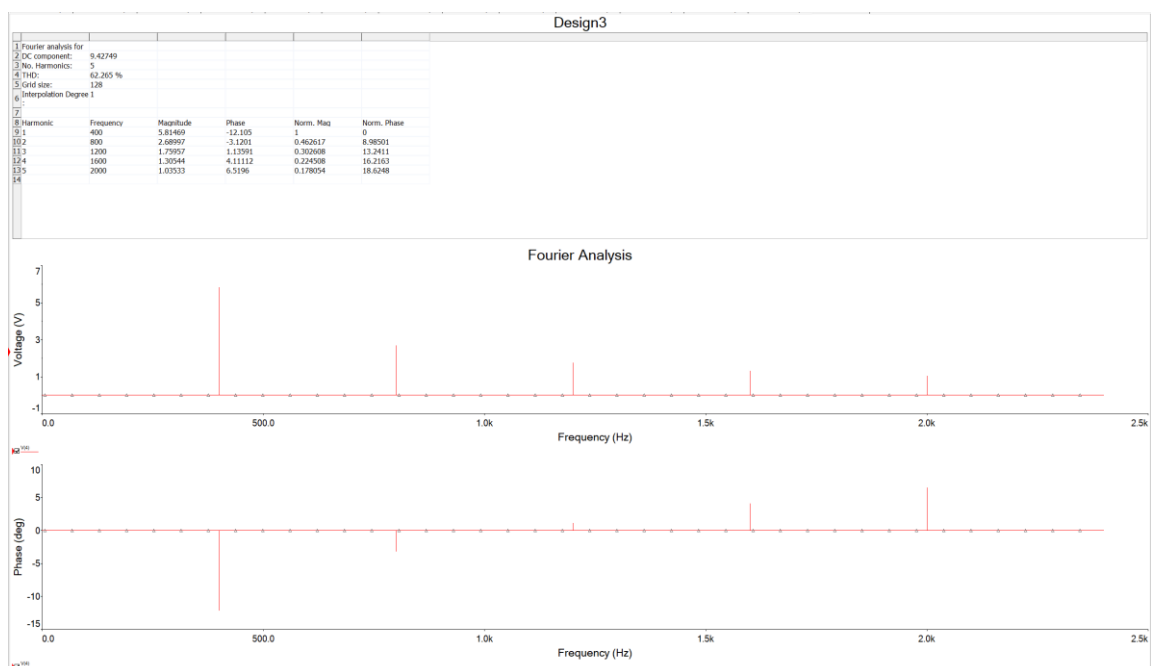 Design3
1 Fourier analysis for
2 DC component: 9.42749
3 No. Harmonics: 5
4 THD: 62.265 %
5 Grid size: 128
6 Interpolation Degree 1
:
7
8 Harmonic Frequency Magnitude Phase Norm. Mag Norm. Phase
9 1 400 5.81469 -12.105 1 0
10 2 800 2.68997 -3.1201 0.462617 8.98501
11 3 1200 1.75957 1.13591 0.302608 13.2411
12 4 1600 1.30544 4.11112 0.224508 16.2163
13 5 2000 1.03533 6.5196 0.178054 18.6248
14
Fourier Analysis
7
5
3
1
-1
Voltage (V)
0.0 500.0 1.0k 1.5k 2.0k 2.5k
Frequency (Hz)
10
5
0
-5
-10
-15
Phase (deg)
0.0 500.0 1.0k 1.5k 2.0k 2.5k
Frequency (Hz)